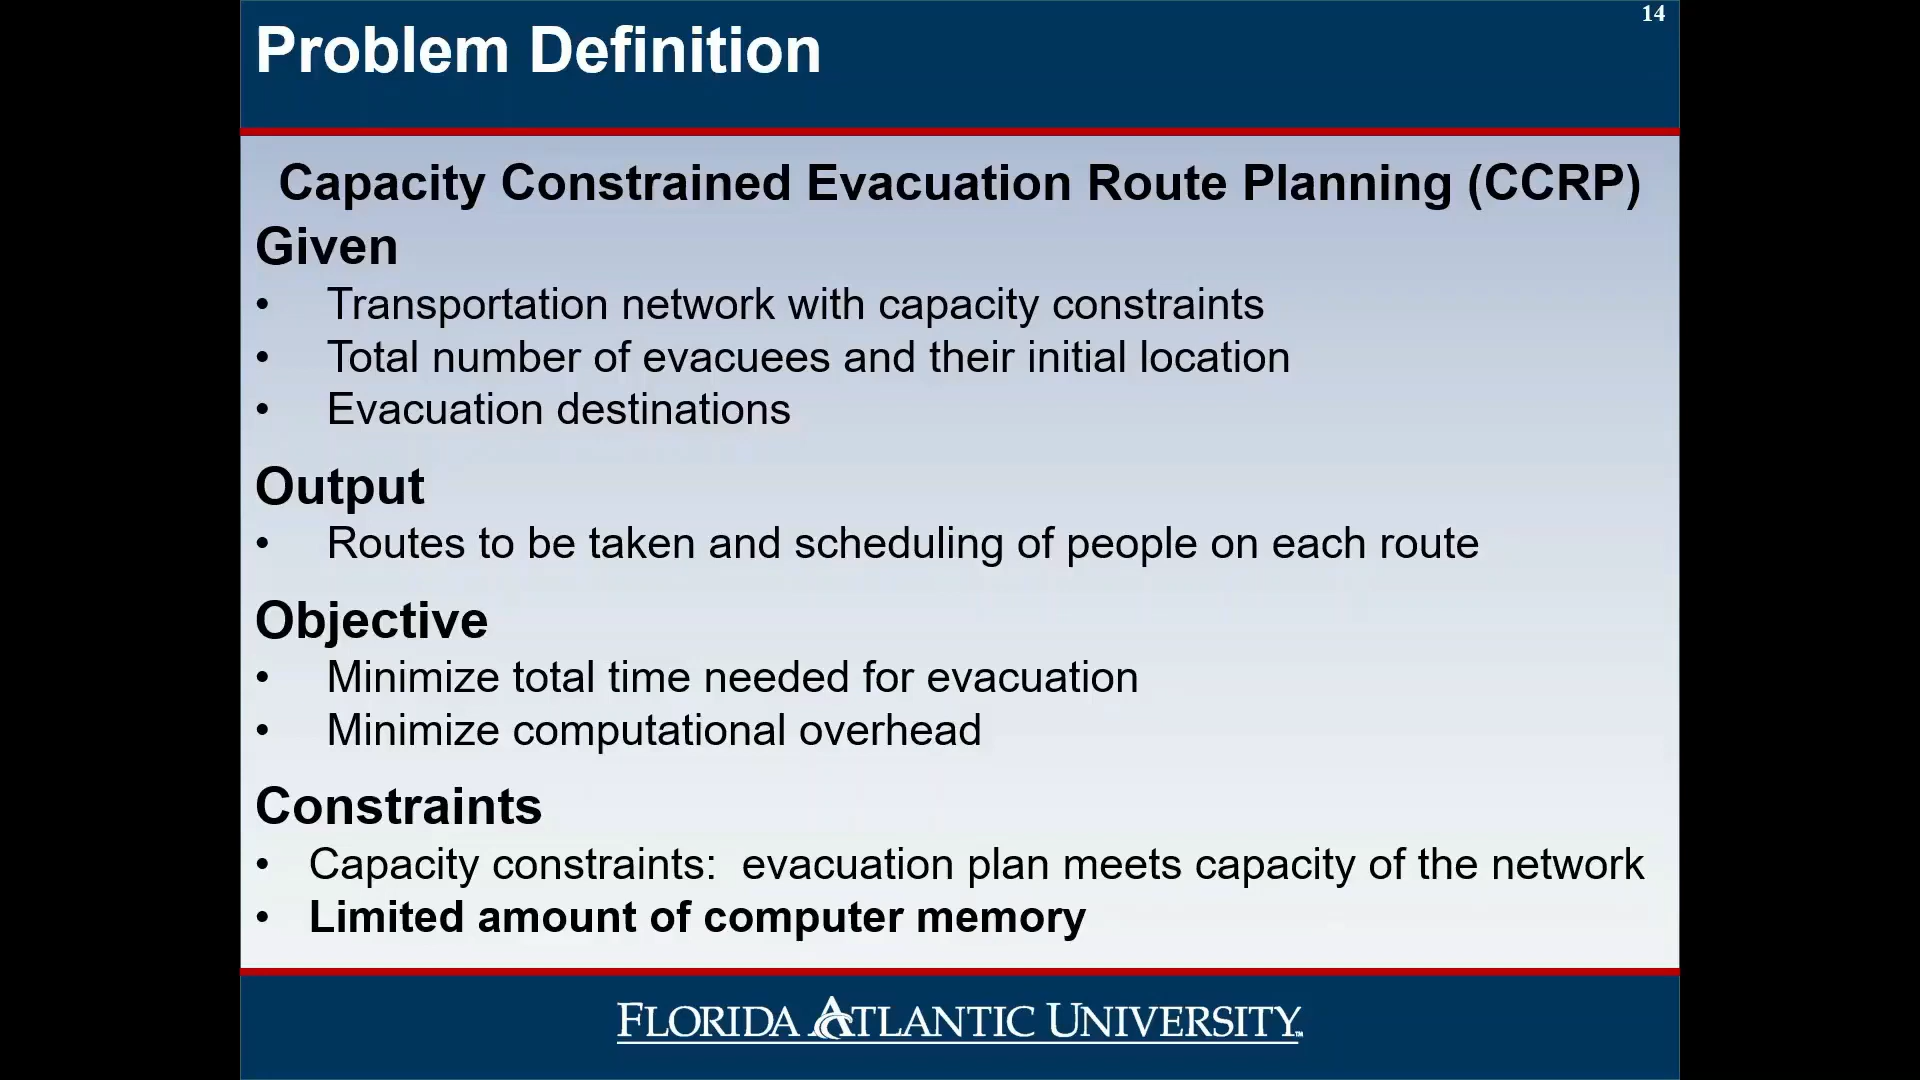 14
Problem Definition
Capacity Constrained Evacuation Route Planning (CCRP)
Given
• Transportation network with capacity constraints
• Total number of evacuees and their initial location
• Evacuation destinations
Output
• Routes to be taken and scheduling of people on each route
Objective
• Minimize total time needed for evacuation
• Minimize computational overhead
Constraints
• Capacity constraints: evacuation plan meets capacity of the network
• Limited amount of computer memory
FLORIDA ATLANTIC UNIVERSITY™